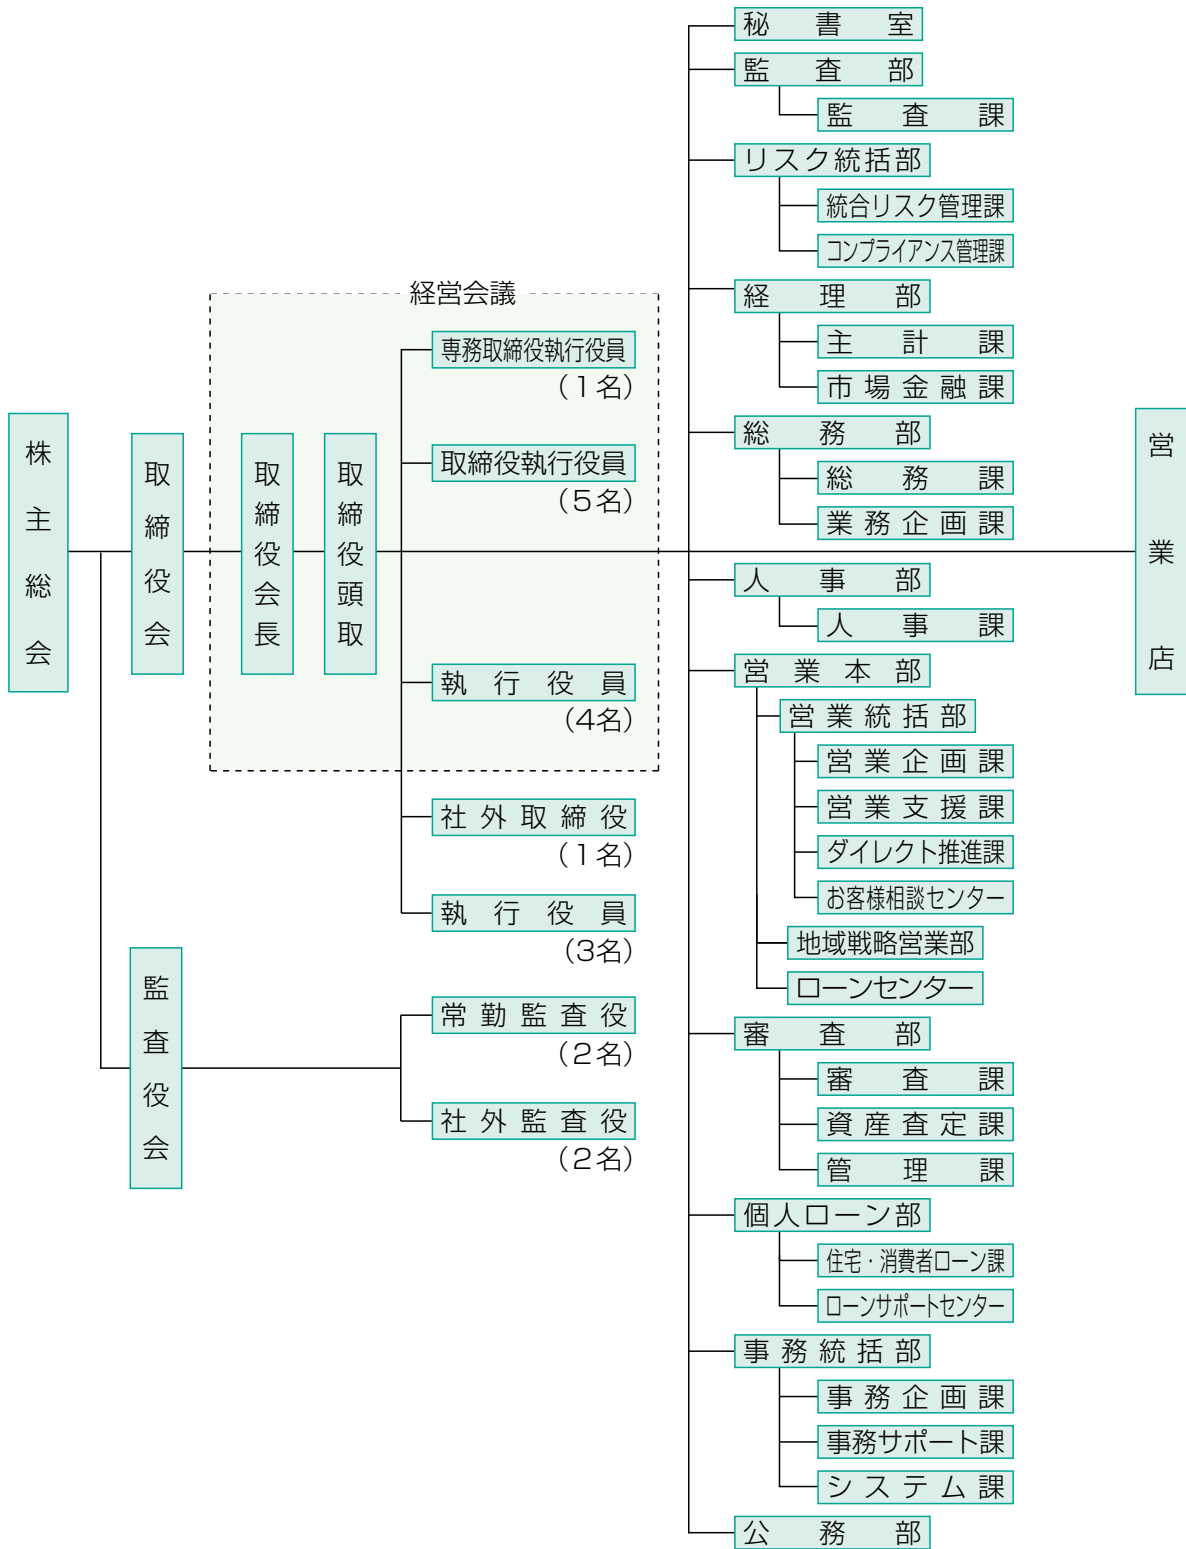 株主総会
取締役会
監査役会
経営会議
取締役会長
取締役頭取
専務取締役執行役員
（1名）
取締役執行役員
（5名）
執行役員
（4名）
社外取締役
（1名）
執行役員
（3名）
常勤監査役
（2名）
社外監査役
（2名）
秘書室
監査部
監査課
リスク統括部
統合リスク管理課
コンプライアンス管理課
経理部
主計課
市場金融課
総務部
総務課
業務企画課
人事部
人事課
営業本部
営業統括部
営業企画課
営業支援課
ダイレクト推進課
お客様相談センター
地域戦略営業部
ローンセンター
審査部
審査課
資産査定課
管理課
個人ローン部
住宅・消費者ローン課
ローンサポートセンター
事務統括部
事務企画課
事務サポート課
システム課
公務部
営業店